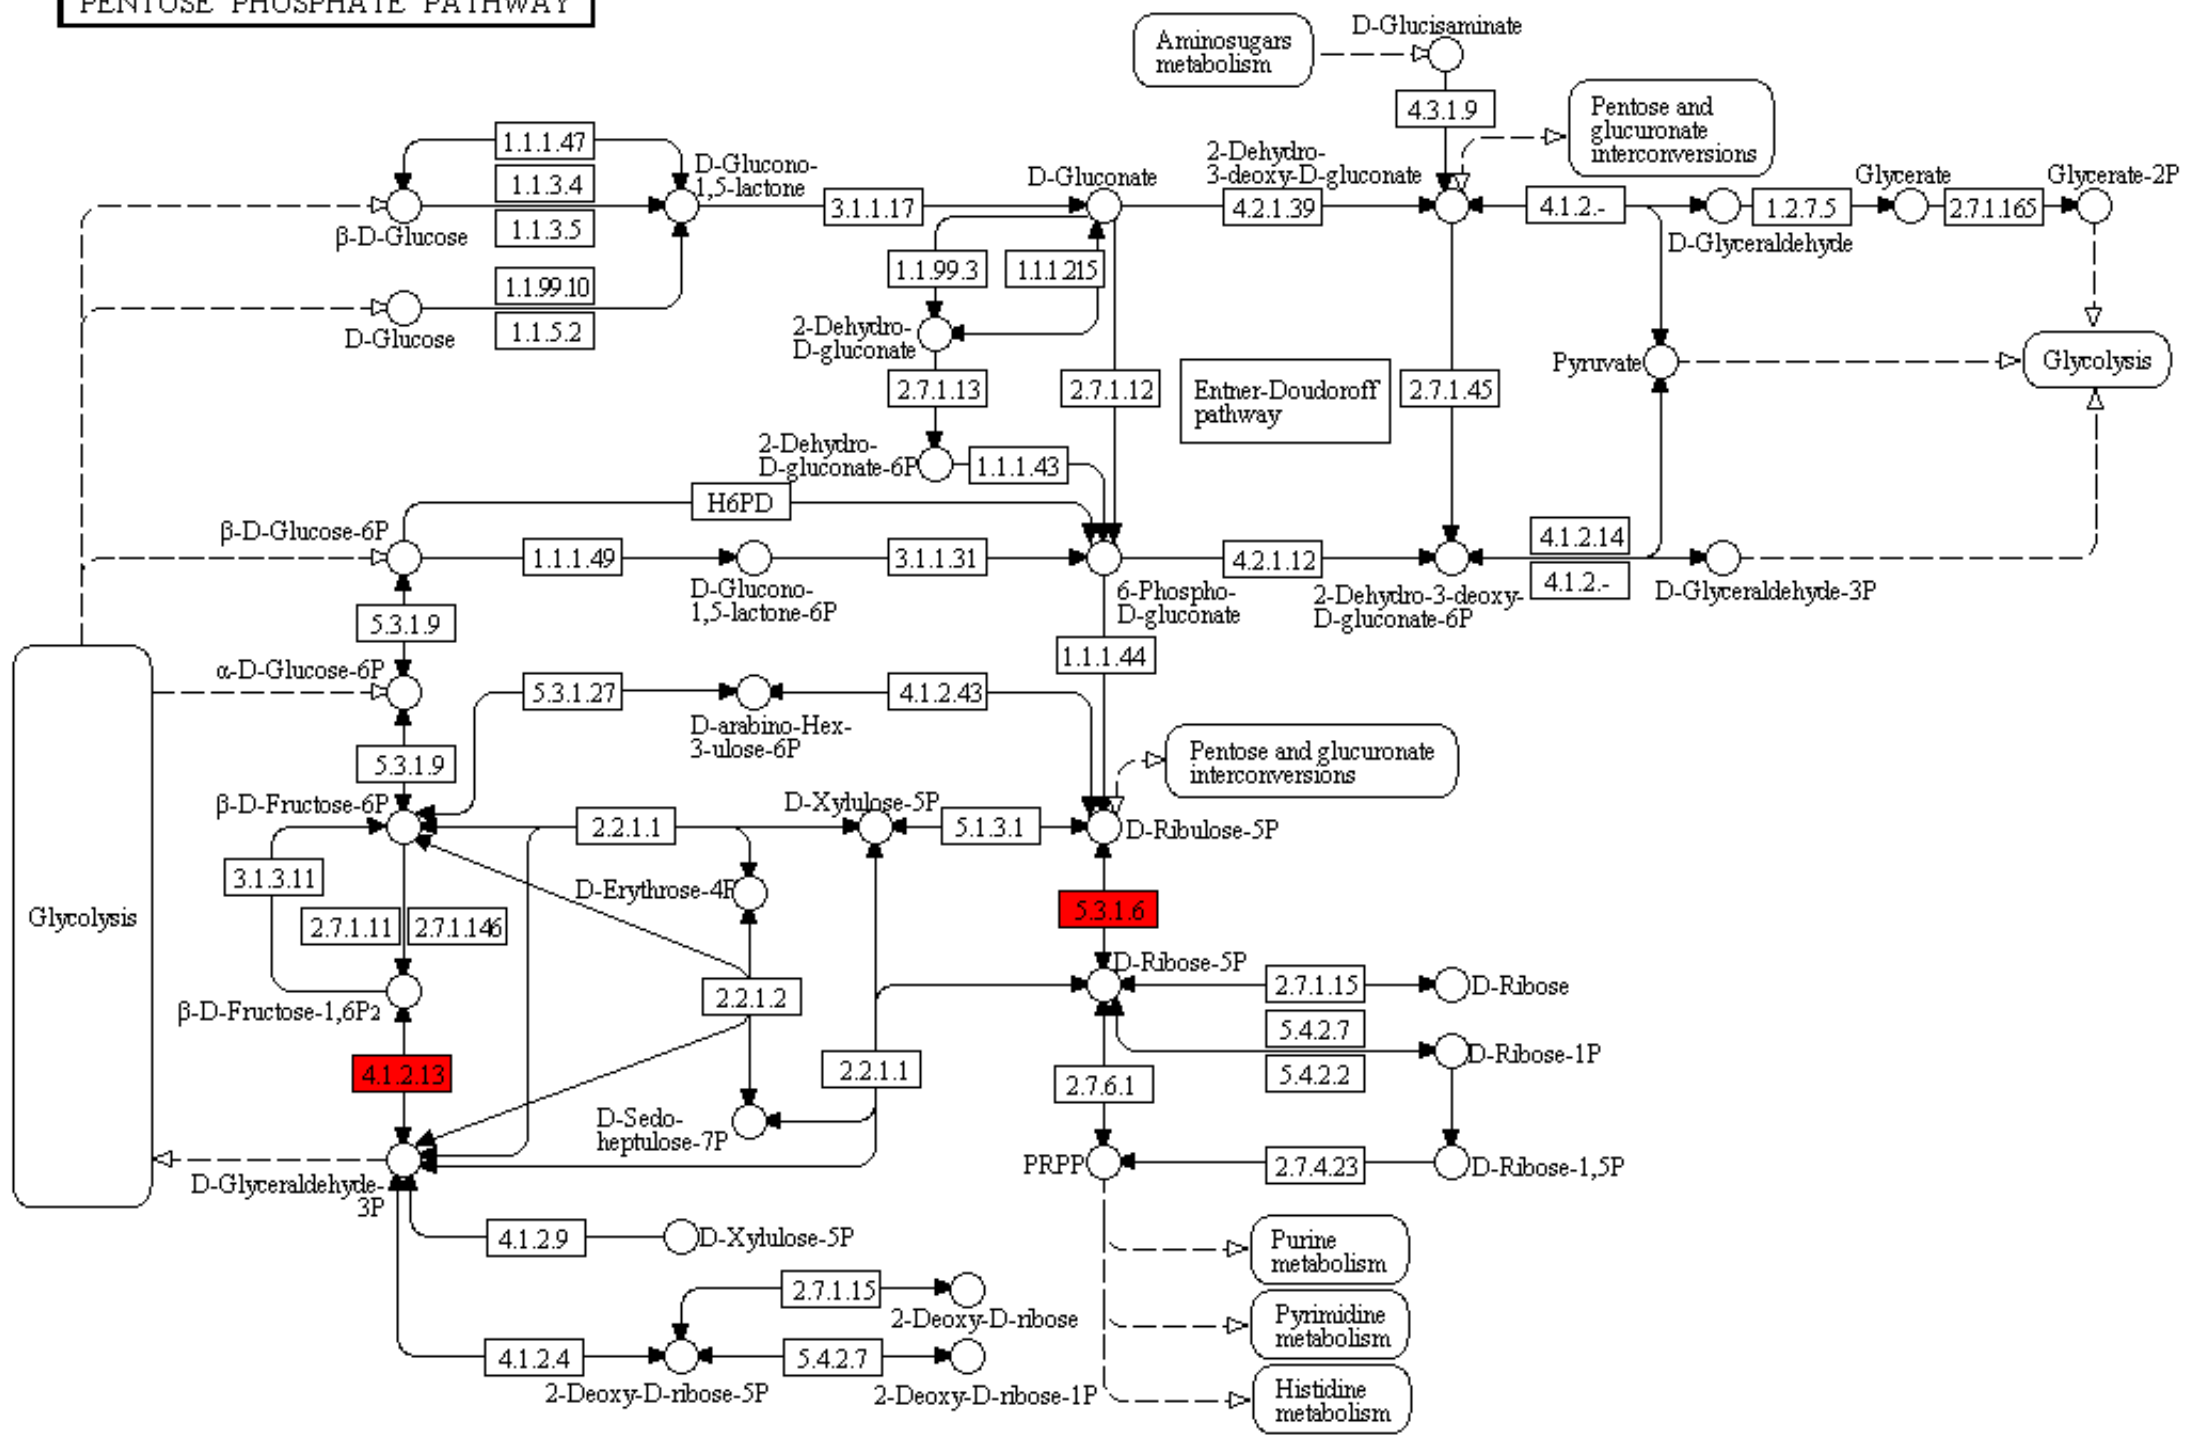 PENTOSE PHOSPHATE PATHWAY
D-Glucisaminate
Aminosugars
metabolism
4.3.1.9
Pentose and
glucuronate
interconversions
1.1.1.47
1.1.3.4
1.1.3.5
β-D-Glucose
D-Glucono-
1,5-lactone
3.1.1.17
D-Gluconate
2-Dehydro-
3-deoxy-D-gluconate
4.2.1.39
4.1.2.-
D-Glyceraldehyde
1.2.7.5
Glycerate
2.7.1.165
Glycerate-2P
1.1.99.10
1.1.5.2
D-Glucose
1.1.99.3
1.1.1.215
2-Dehydro-
D-gluconate
2.7.1.13
2.7.1.12
Entner-Doudoroff
pathway
2.7.1.45
Pyruvate
Glycolysis
2-Dehydro-
D-gluconate-6P
1.1.1.43
H6PD
β-D-Glucose-6P
1.1.1.49
D-Glucono-
1,5-lactone-6P
3.1.1.31
6-Phospho-
D-gluconate
4.2.1.12
2-Dehydro-3-deoxy-
D-gluconate-6P
4.1.2.14
4.1.2.-
D-Glyceraldehyde-3P
5.3.1.9
α-D-Glucose-6P
1.1.1.44
5.3.1.27
D-arabino-Hex-
3-ulose-6P
4.1.2.43
5.3.1.9
Pentose and glucuronate
interconversions
β-D-Fructose-6P
2.2.1.1
D-Xylulose-5P
5.1.3.1
D-Ribulose-5P
3.1.3.11
D-Erythrose-4P
Glycolysis
2.7.1.11
2.7.1.146
5.3.1.6
D-Ribose-5P
2.7.1.15
D-Ribose
β-D-Fructose-1,6P2
2.2.1.2
5.4.2.7
D-Ribose-1P
5.4.2.2
4.1.2.13
2.2.1.1
2.7.6.1
D-Sedo-
heptulose-7P
PRPP
2.7.4.23
D-Ribose-1,5P
D-Glyceraldehyde-
3P
4.1.2.9
D-Xylulose-5P
Purine
metabolism
2.7.1.15
2-Deoxy-D-ribose
Pyrimidine
metabolism
4.1.2.4
2-Deoxy-D-ribose-5P
5.4.2.7
2-Deoxy-D-ribose-1P
Histidine
metabolism